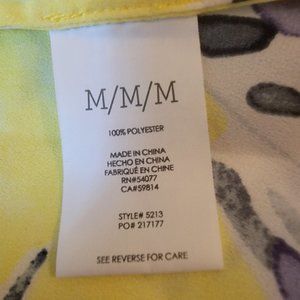 M/M/M
100% POLYESTER
MADE IN CHINA
HECHO EN CHINA
FABRIQUÉ EN CHINE
RN#54077
CA#59814
STYLE# 5213
PO# 217177
SEE REVERSE FOR CARE